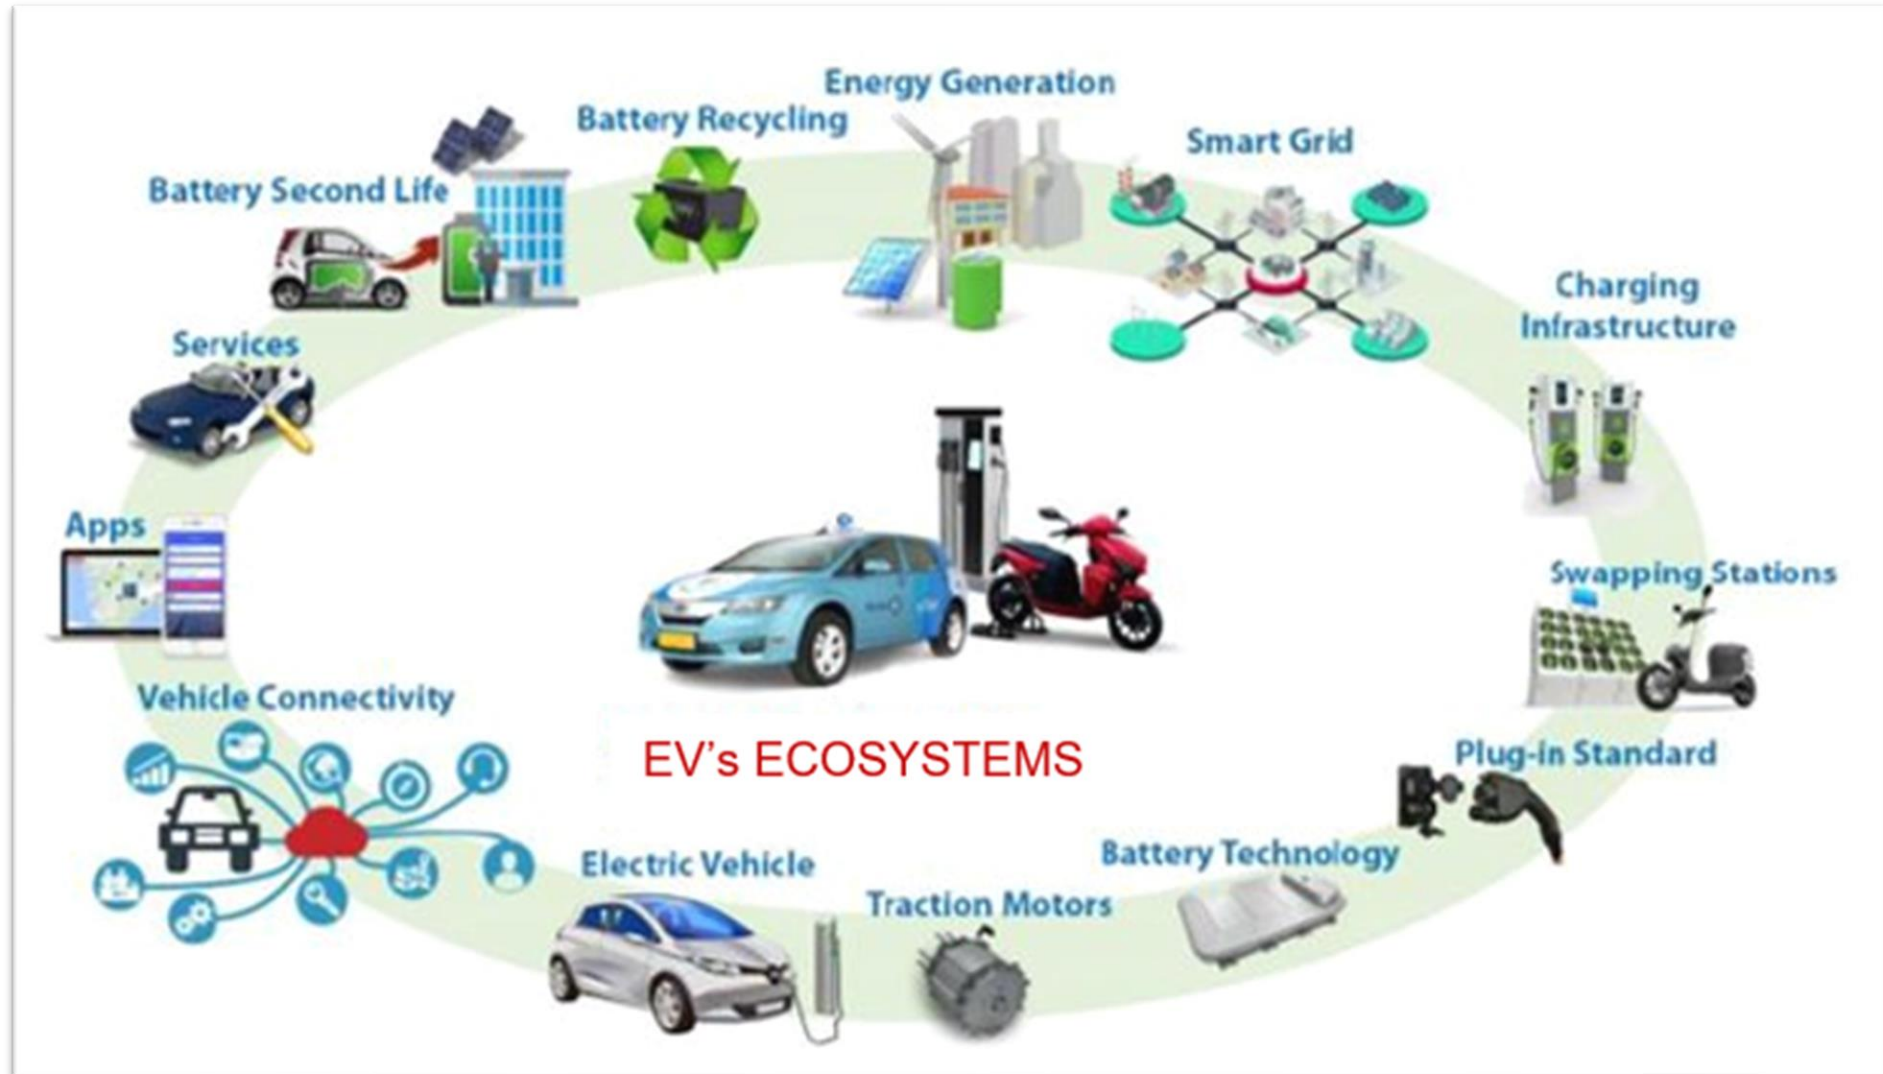 Energy Generation
Battery Recycling
Smart Grid
Battery Second Life
Charging
Infrastructure
Services
Apps
Swapping Stations
Vehicle Connectivity
EV's ECOSYSTEMS
Plug-in Standard
Battery Technology
Electric Vehicle
Traction Motors